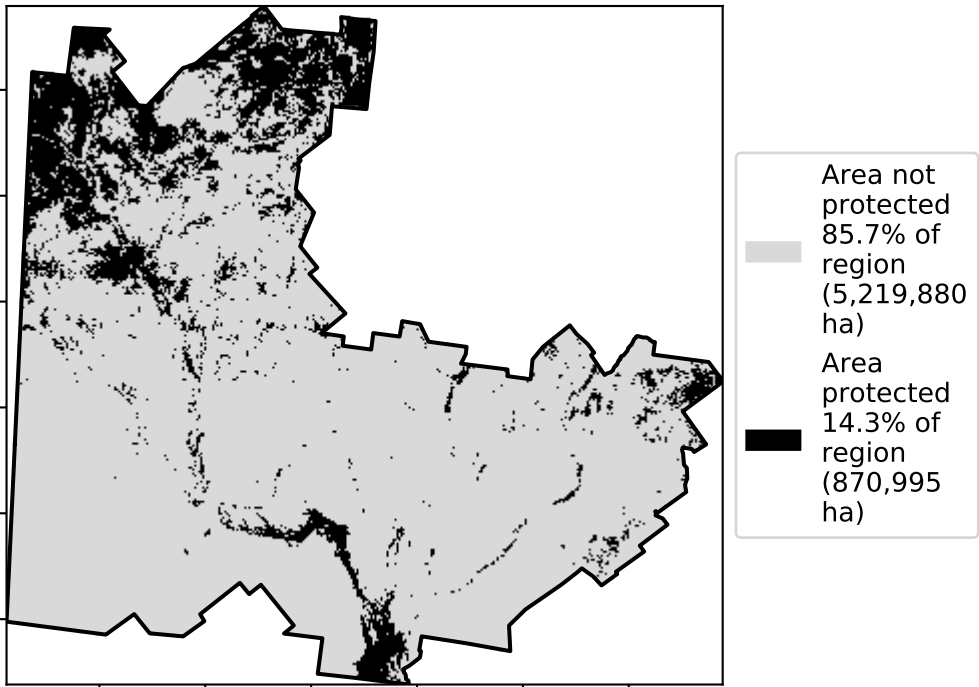 Area not
protected
85.7% of
region
(5,219,880
ha)
Area
protected
14.3% of
region
(870,995
ha)